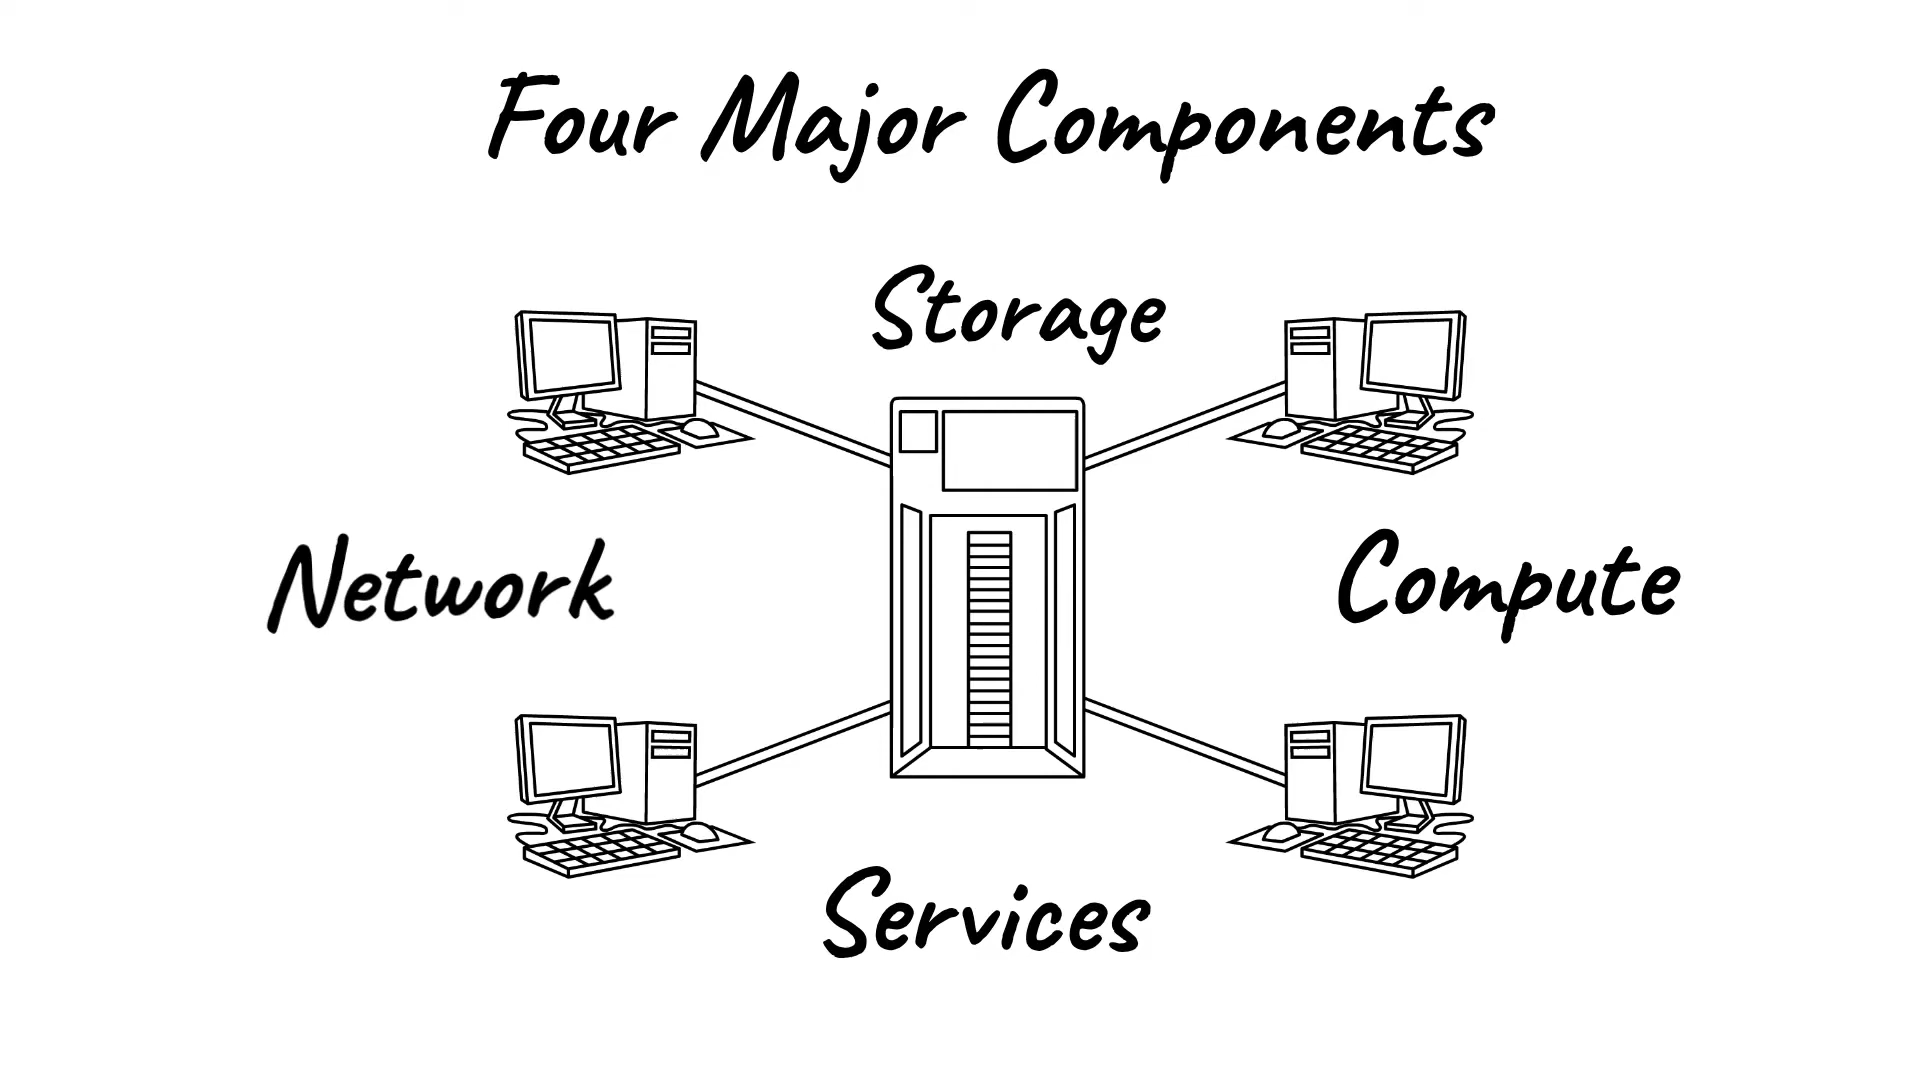 Four Major Components
Storage
Network
Compute
Services